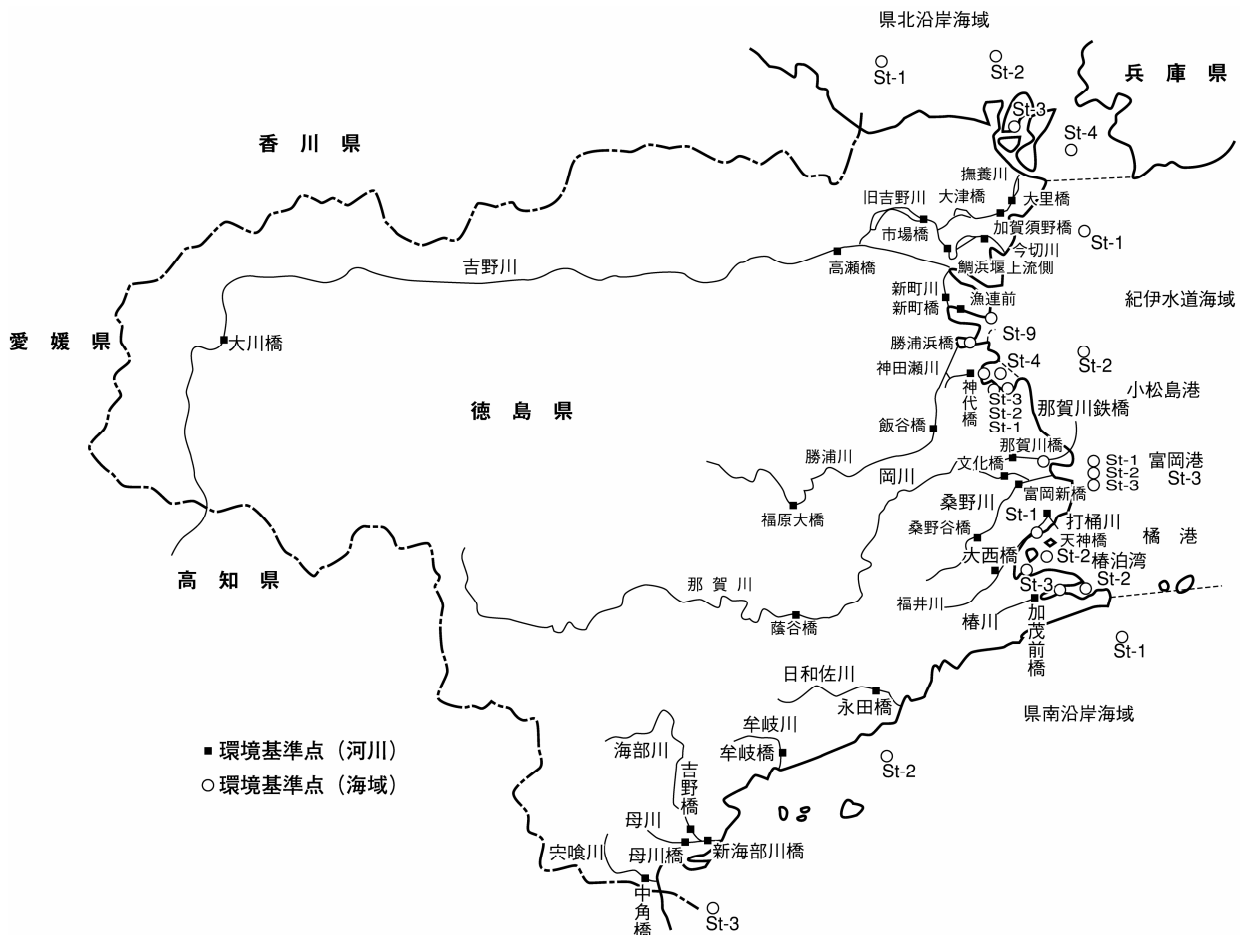 県北沿岸海域
St-1
St-2
兵庫県
St-3
St-4
香川県
撫養川
旧吉野川
大津橋
大里橋
市場橋
加賀須野橋
St-1
今切川
吉野川
高瀬橋
鯛浜堰上流側
新町川
漁連前
新町橋
紀伊水道海域
愛媛県
大川橋
勝浦浜橋
St-9
St-4
St-2
神田瀬川
神代橋
St-3
St-2
St-1
小松島港
徳島県
那賀川鉄橋
飯谷橋
那賀川橋
勝浦川
文化橋
St-1
St-2
St-3
富岡港
St-3
岡川
富岡新橋
桑野川
福原大橋
St-1
打桶川
桑野谷橋
天神橋
橘港
大西橋
St-2
椿泊湾
高知県
St-3
St-2
那賀川
福井川
椿川
加茂前橋
蔭谷橋
St-1
日和佐川
永田橋
県南沿岸海域
牟岐川
海部川
牟岐橋
■環境基準点（河川）
○環境基準点（海域）
吉野橋
St-2
母川
宍喰川
母川橋
新海部川橋
中角橋
St-3